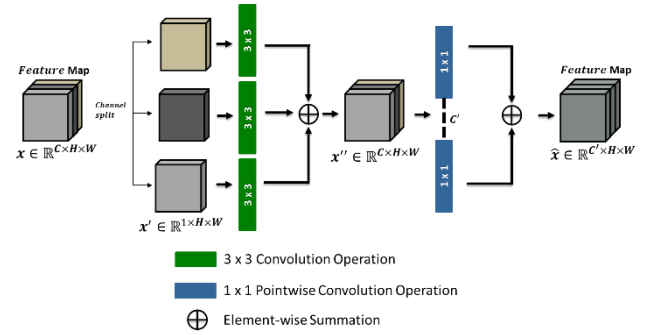 Feature Map
x ∈ ℝ^{C×H×W}
Channel
split
x′ ∈ ℝ^{1×H×W}
3 x 3
3 x 3
3 x 3
x′′ ∈ ℝ^{C×H×W}
1 x 1
C′
1 x 1
Feature Map
x̂ ∈ ℝ^{C′×H×W}
3 x 3 Convolution Operation
1 x 1 Pointwise Convolution Operation
Element-wise Summation